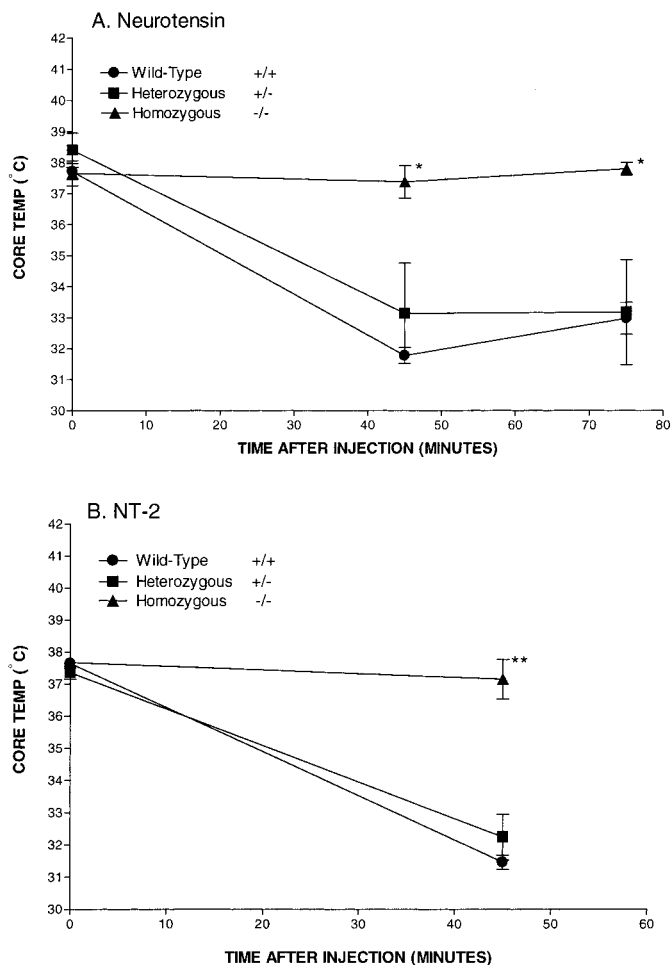 A. Neurotensin
42
41
40
39
38
37
36
35
34
33
32
31
30
CORE TEMP (°C)
Wild-Type +/+
Heterozygous +/-
Homozygous -/-
*
*
0 10 20 30 40 50 60 70 80
TIME AFTER INJECTION (MINUTES)
B. NT-2
42
41
40
39
38
37
36
35
34
33
32
31
30
CORE TEMP (°C)
Wild-Type +/+
Heterozygous +/-
Homozygous -/-
**
0 10 20 30 40 50 60
TIME AFTER INJECTION (MINUTES)